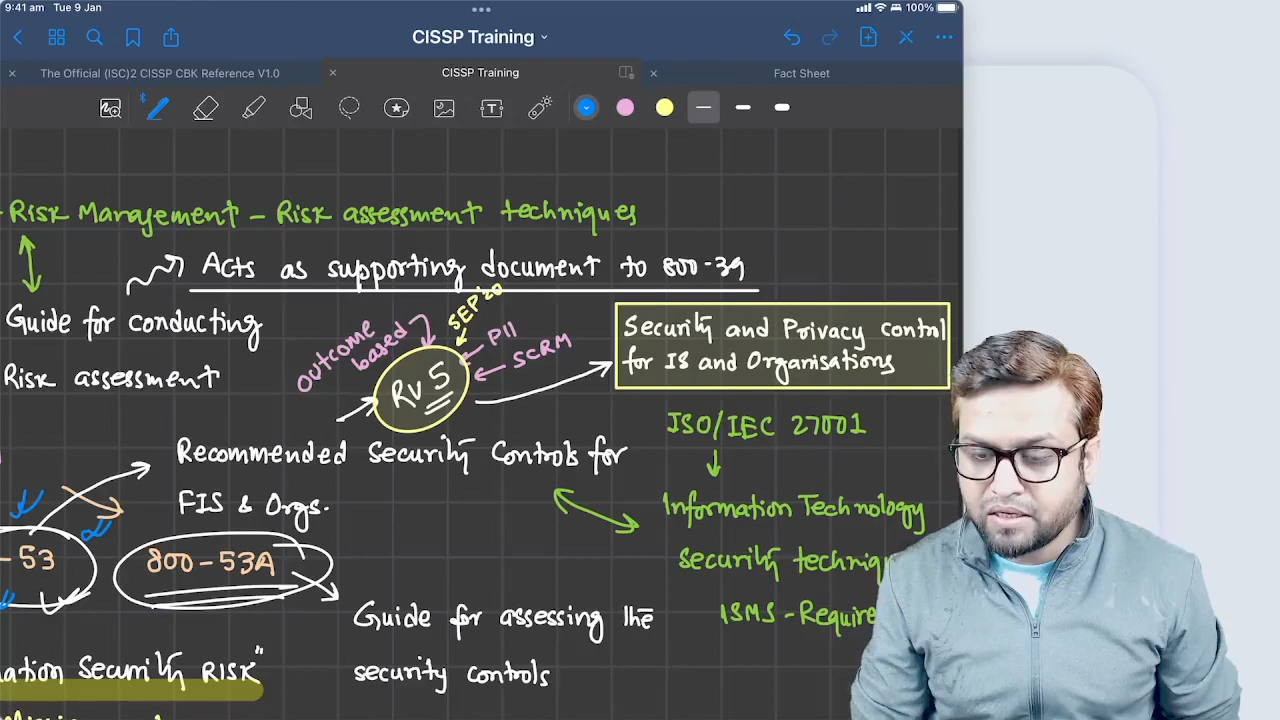 9:41 am Tue 9 Jan
100%
CISSP Training
The Official (ISC)2 CISSP CBK Reference V1.0
CISSP Training
Fact Sheet
Risk Management - Risk assessment techniques
Acts as supporting document to 800-39
Guide for conducting
Risk assessment
Outcome based
SEP'20
PII
SCRM
RV 5
Security and Privacy control
for IS and Organisations
Recommended Security Controls for
FIS & Orgs.
ISO/IEC 27001
Information Technology
security
ISMS -
-53
800-53A
Guide for assessing the
security controls
Security RISK"